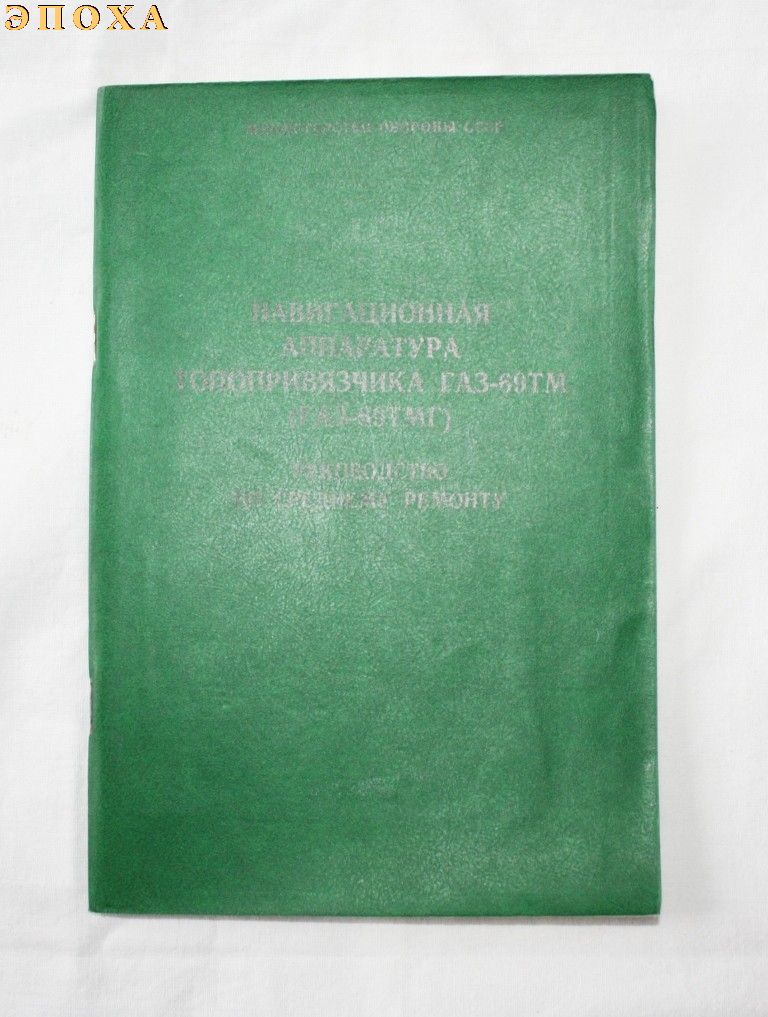 ЭПОХА
МИНИСТЕРСТВО ОБОРОНЫ СССР
НАВИГАЦИОННАЯ
АППАРАТУРА
ТОПОПРИВЯЗЧИКА ГАЗ-69ТМ
(ГАЗ-69ТМГ)
РУКОВОДСТВО
ПО СРЕДНЕМУ РЕМОНТУ